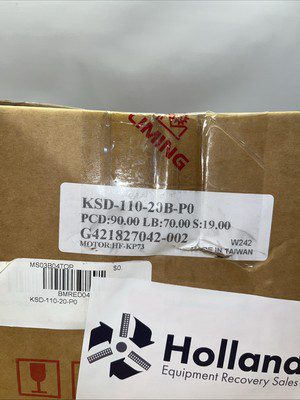 IMING
KSD-110-20B-P0
PCD:90.00 LB:70.00 S:19.00
G421827042-002
MOTOR:HF-KP73
W242
MADE IN TAIWAN
MS03B04TOP
$0.
BMRED04
KSD-110-20-P0
Holland
Equipment Recovery Sales